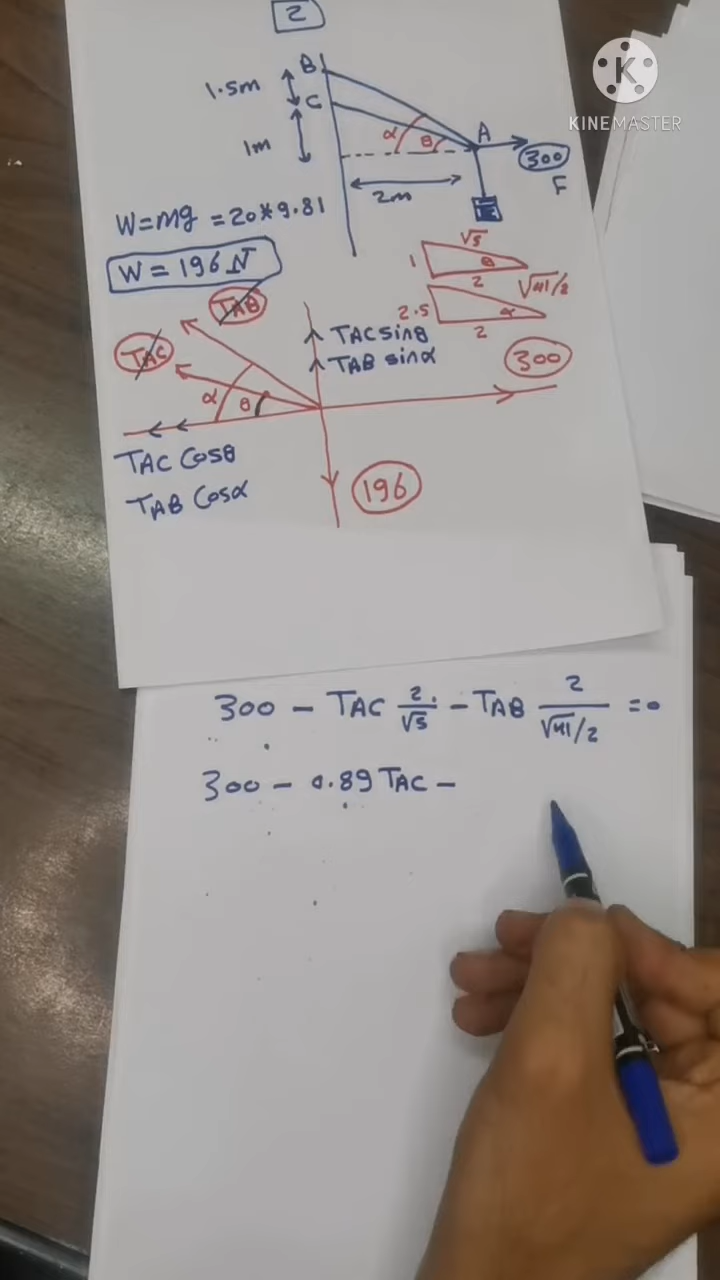 2
K
KINEMASTER
B
1.5m
C
α
θ
A
300
F
1m
2m
W=mg = 20*9.81
W = 196 N
√5
1
θ
2
√41/2
2.5
α
2
TAB
TAC
TAC sinθ
TAB sinα
300
α
θ
TAC Cosθ
TAB Cosα
196
300 - TAC 2/√5 - TAB 2/√41/2 = 0
300 - 0.89 TAC -